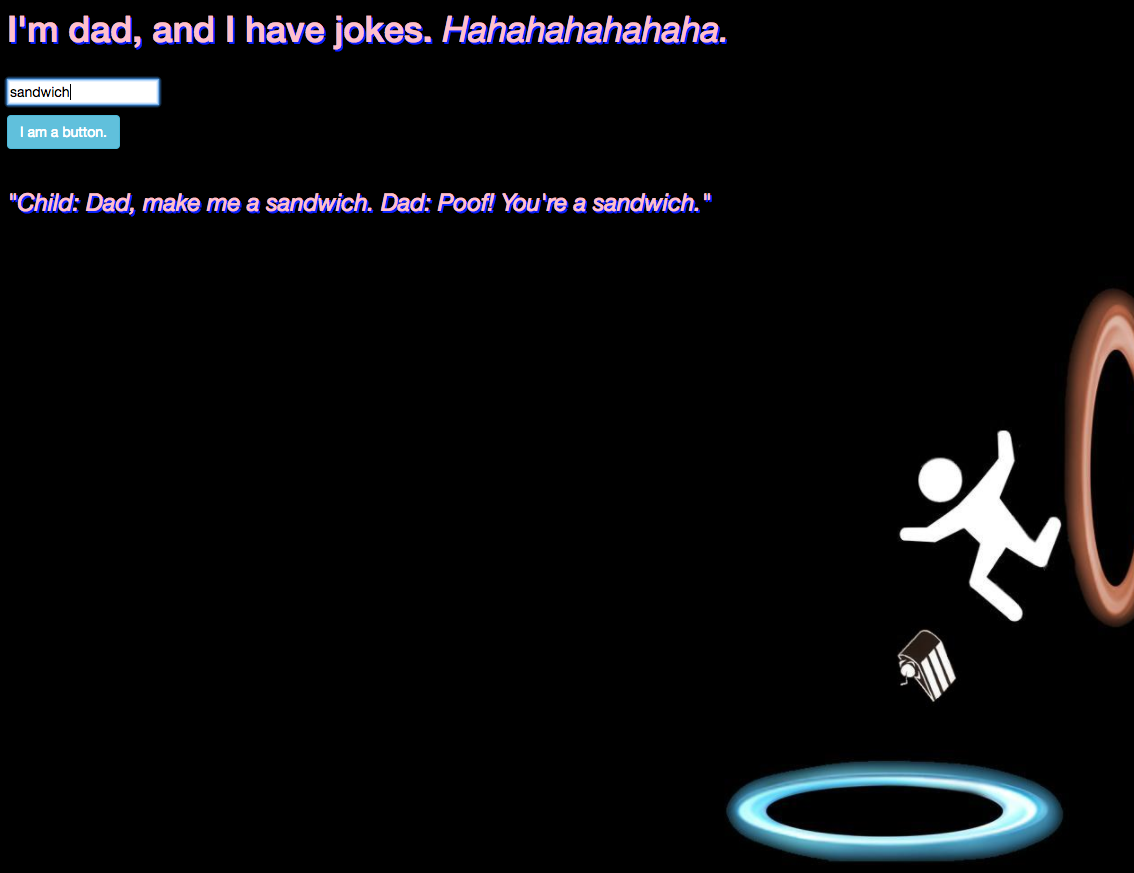 I'm dad, and I have jokes. Hahahahahahaha.
sandwich
I am a button.
"Child: Dad, make me a sandwich. Dad: Poof! You're a sandwich."